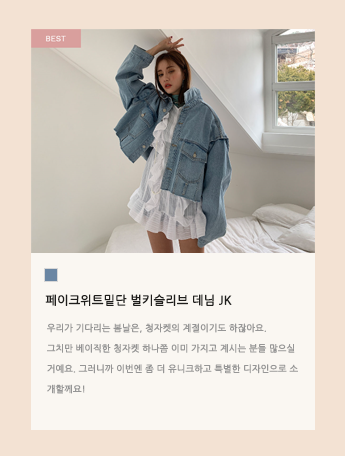 BEST
페이크위트밑단 벌키슬리브 데님 JK
우리가 기다리는 봄날은, 청자켓의 계절이기도 하잖아요.
그치만 베이직한 청자켓 하나쯤 이미 가지고 계시는 분들 많으실
거예요. 그러니까 이번엔 좀 더 유니크하고 특별한 디자인으로 소
개할께요!